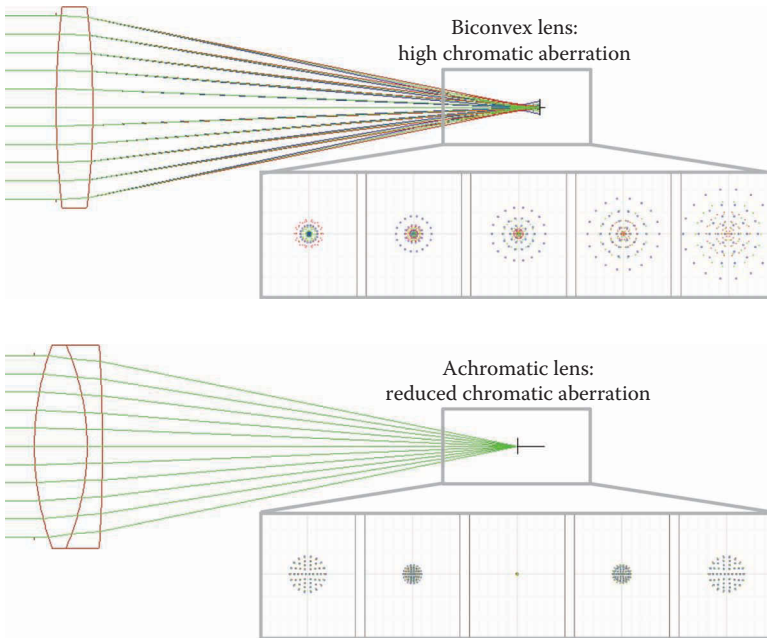 Biconvex lens:
high chromatic aberration
Achromatic lens:
reduced chromatic aberration